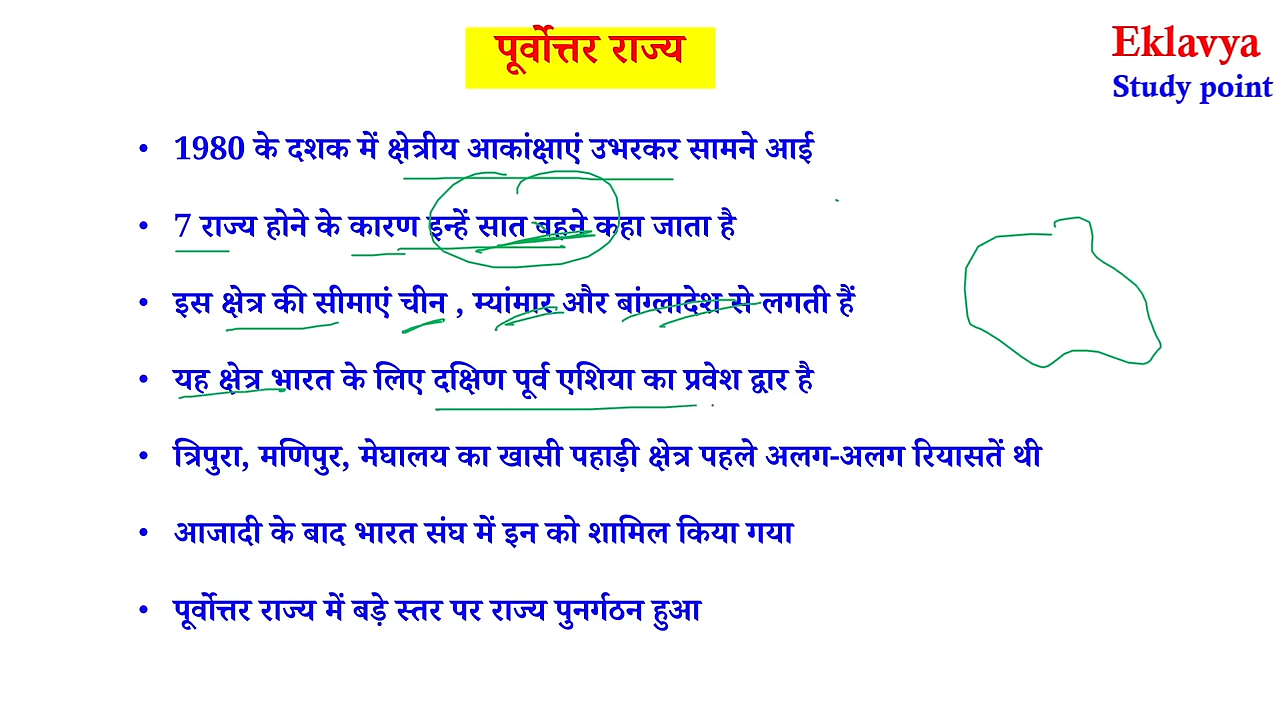 पूर्वोत्तर राज्य
Eklavya
Study point
• 1980 के दशक में क्षेत्रीय आकांक्षाएं उभरकर सामने आई
• 7 राज्य होने के कारण इन्हें सात बहने कहा जाता है
• इस क्षेत्र की सीमाएं चीन , म्यांमार और बांग्लादेश से लगती हैं
• यह क्षेत्र भारत के लिए दक्षिण पूर्व एशिया का प्रवेश द्वार है
• त्रिपुरा, मणिपुर, मेघालय का खासी पहाड़ी क्षेत्र पहले अलग-अलग रियासतें थी
• आजादी के बाद भारत संघ में इन को शामिल किया गया
• पूर्वोत्तर राज्य में बड़े स्तर पर राज्य पुनर्गठन हुआ